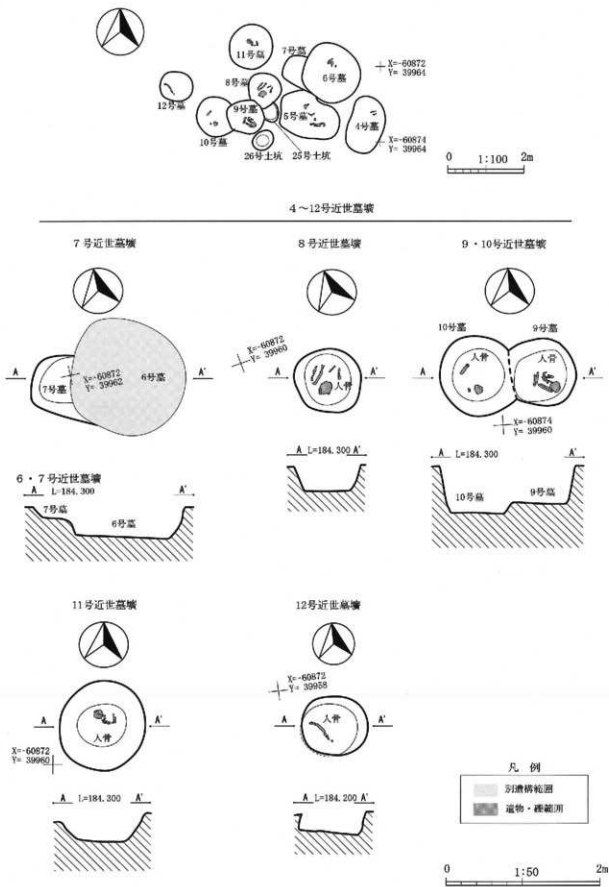 11号墓
7号墓
6号墓
X=-60872
Y= 39964
8号墓
12号墓
9号墓
5号墓
4号墓
10号墓
X=-60874
Y= 39964
26号土坑
25号土坑
0 1:100 2m
4～12号近世墓壙
7号近世墓壙
8号近世墓壙
9・10号近世墓壙
X=-60872
Y= 39962
7号墓
6号墓
A
A'
X=-60872
Y= 39960
人骨
A
A'
10号墓
9号墓
人骨
A
A'
X=-60874
Y= 39960
6・7号近世墓壙
A L=184.300 A'
7号墓
6号墓
A L=184.300 A'
A L=184.300 A'
10号墓
9号墓
11号近世墓壙
12号近世墓壙
人骨
A
A'
X=-60872
Y= 39960
X=-60872
Y= 39958
人骨
A
A'
A L=184.300 A'
A L=184.200 A'
凡 例
別遺構範囲
遺物・礫範囲
0 1:50 2m